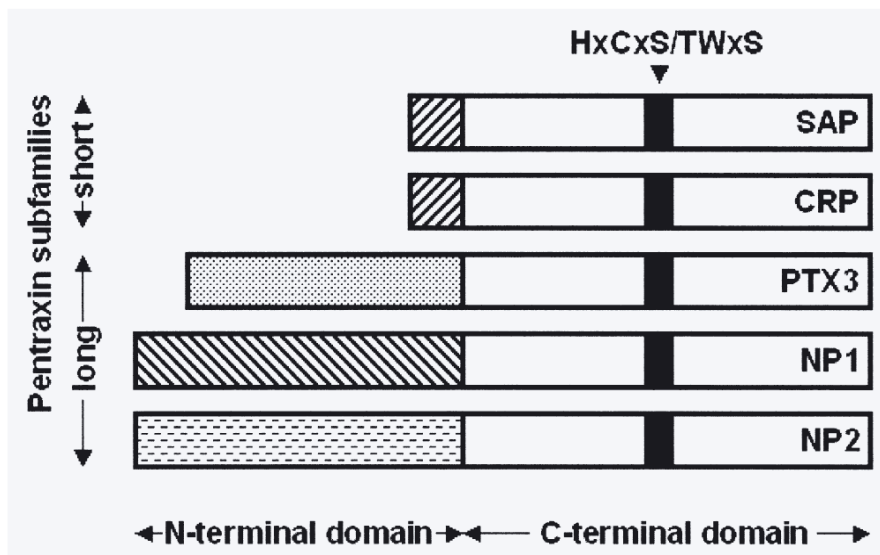 HxCxS/TWxS
Pentraxin subfamilies
short
long
SAP
CRP
PTX3
NP1
NP2
N-terminal domain
C-terminal domain